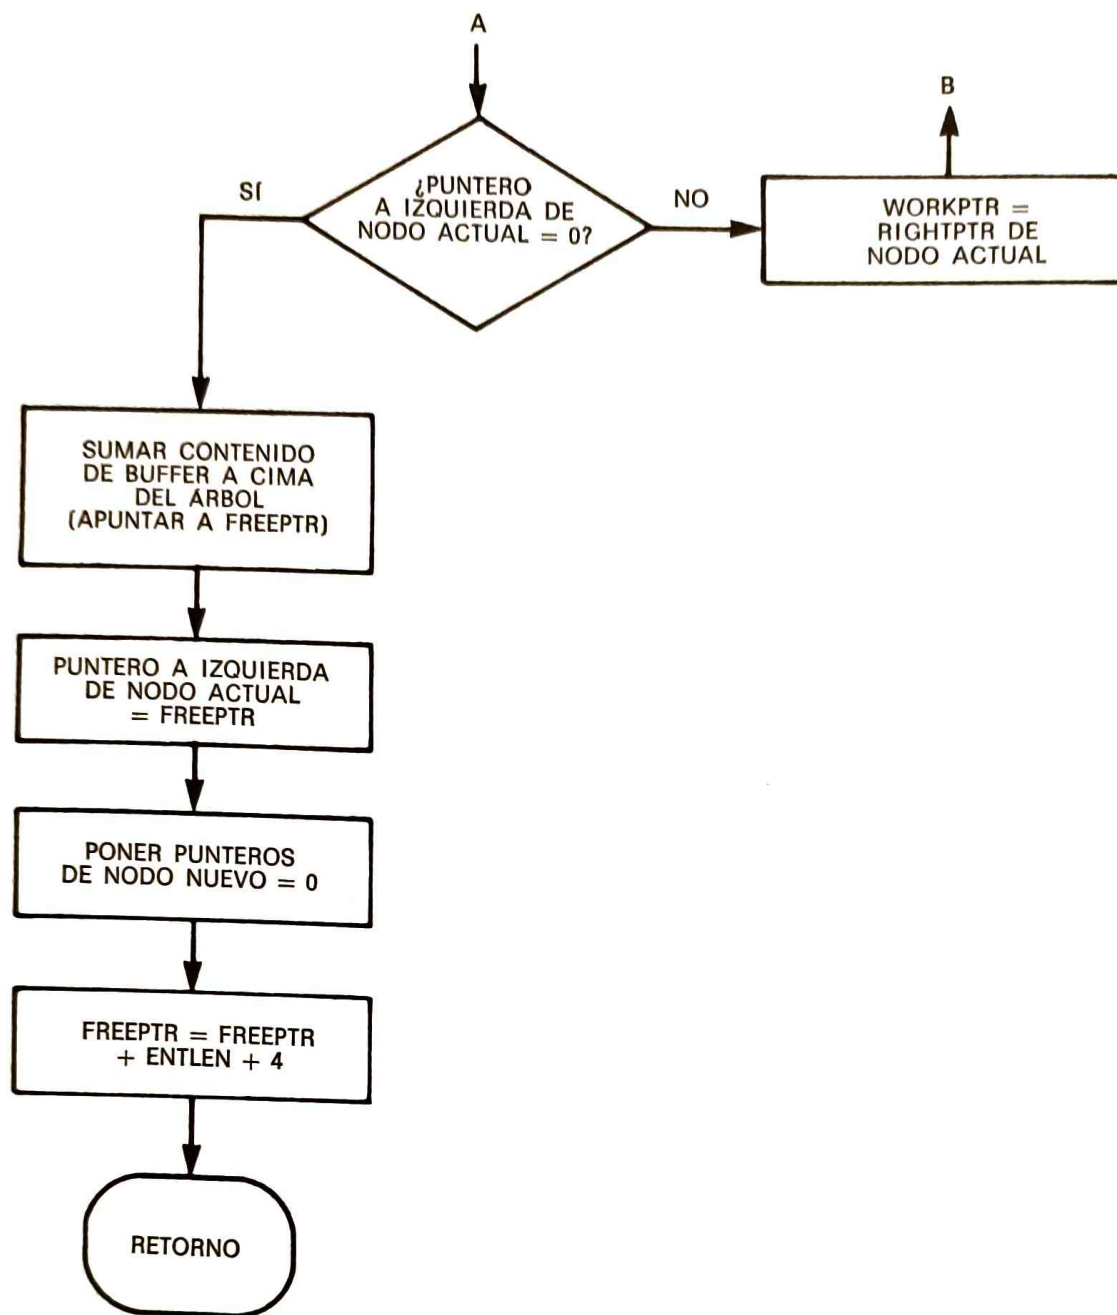 A
B
¿PUNTERO
A IZQUIERDA DE
NODO ACTUAL = 0?
SÍ
NO
WORKPTR =
RIGHTPTR DE
NODO ACTUAL
SUMAR CONTENIDO
DE BUFFER A CIMA
DEL ÁRBOL
(APUNTAR A FREEPTR)
PUNTERO A IZQUIERDA
DE NODO ACTUAL
= FREEPTR
PONER PUNTEROS
DE NODO NUEVO = 0
FREEPTR = FREEPTR
+ ENTLEN + 4
RETORNO